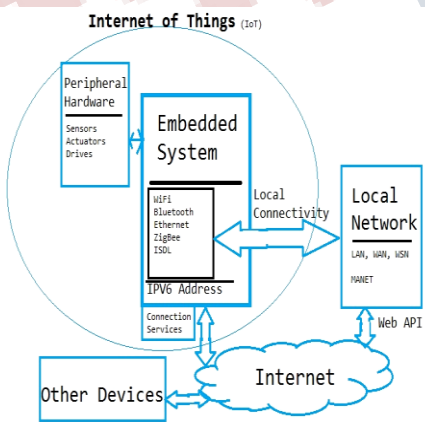 Internet of Things (IoT)
Peripheral
Hardware
Sensors
Actuators
Drives
Embedded
System
WiFi
Bluetooth
Ethernet
ZigBee
ISDL
IPV6 Address
Connection
Services
Local
Connectivity
Local
Network
LAN, WAN, WSN
MANET
Web API
Internet
Other Devices